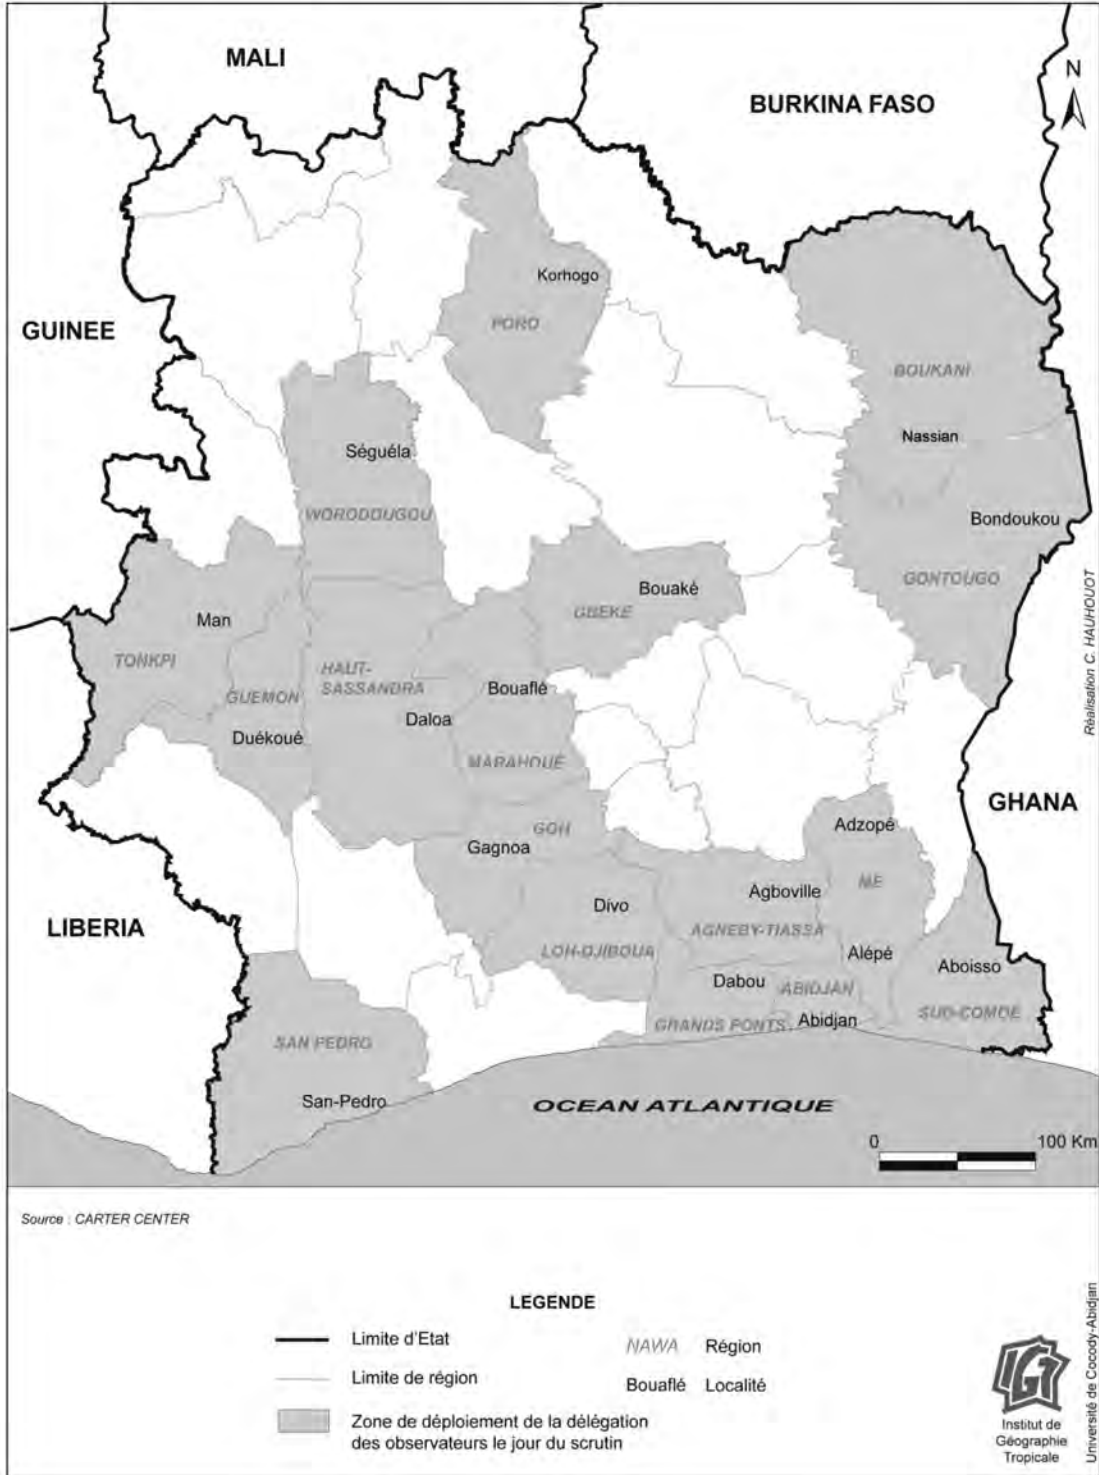 MALI
BURKINA FASO
N
Korhogo
GUINEE
PORO
BOUKANI
Nassian
Séguéla
WORODOUGOU
Bondoukou
GONTOUGO
Bouaké
GBEKE
Man
TONKPI
HAUT-
SASSANDRA
GUEMON
Bouaflé
Daloa
Duékoué
MARAHOUÉ
GHANA
Réalisation C. HAUHOUOT
Adzopé
GOH
Gagnoa
ME
Agboville
Divo
LIBERIA
AGNEBY-TIASSA
LOH-DJIBOUA
Alépé
Aboisso
Dabou
ABIDJAN
SUD-COMOE
GRANDS PONTS
Abidjan
SAN PEDRO
San-Pedro
OCEAN ATLANTIQUE
0 100 Km
Source : CARTER CENTER
LEGENDE
Limite d'Etat
NAWA Région
Limite de région
Bouaflé Localité
Zone de déploiement de la délégation
des observateurs le jour du scrutin
IGT
Institut de
Géographie
Tropicale
Université de Cocody-Abidjan